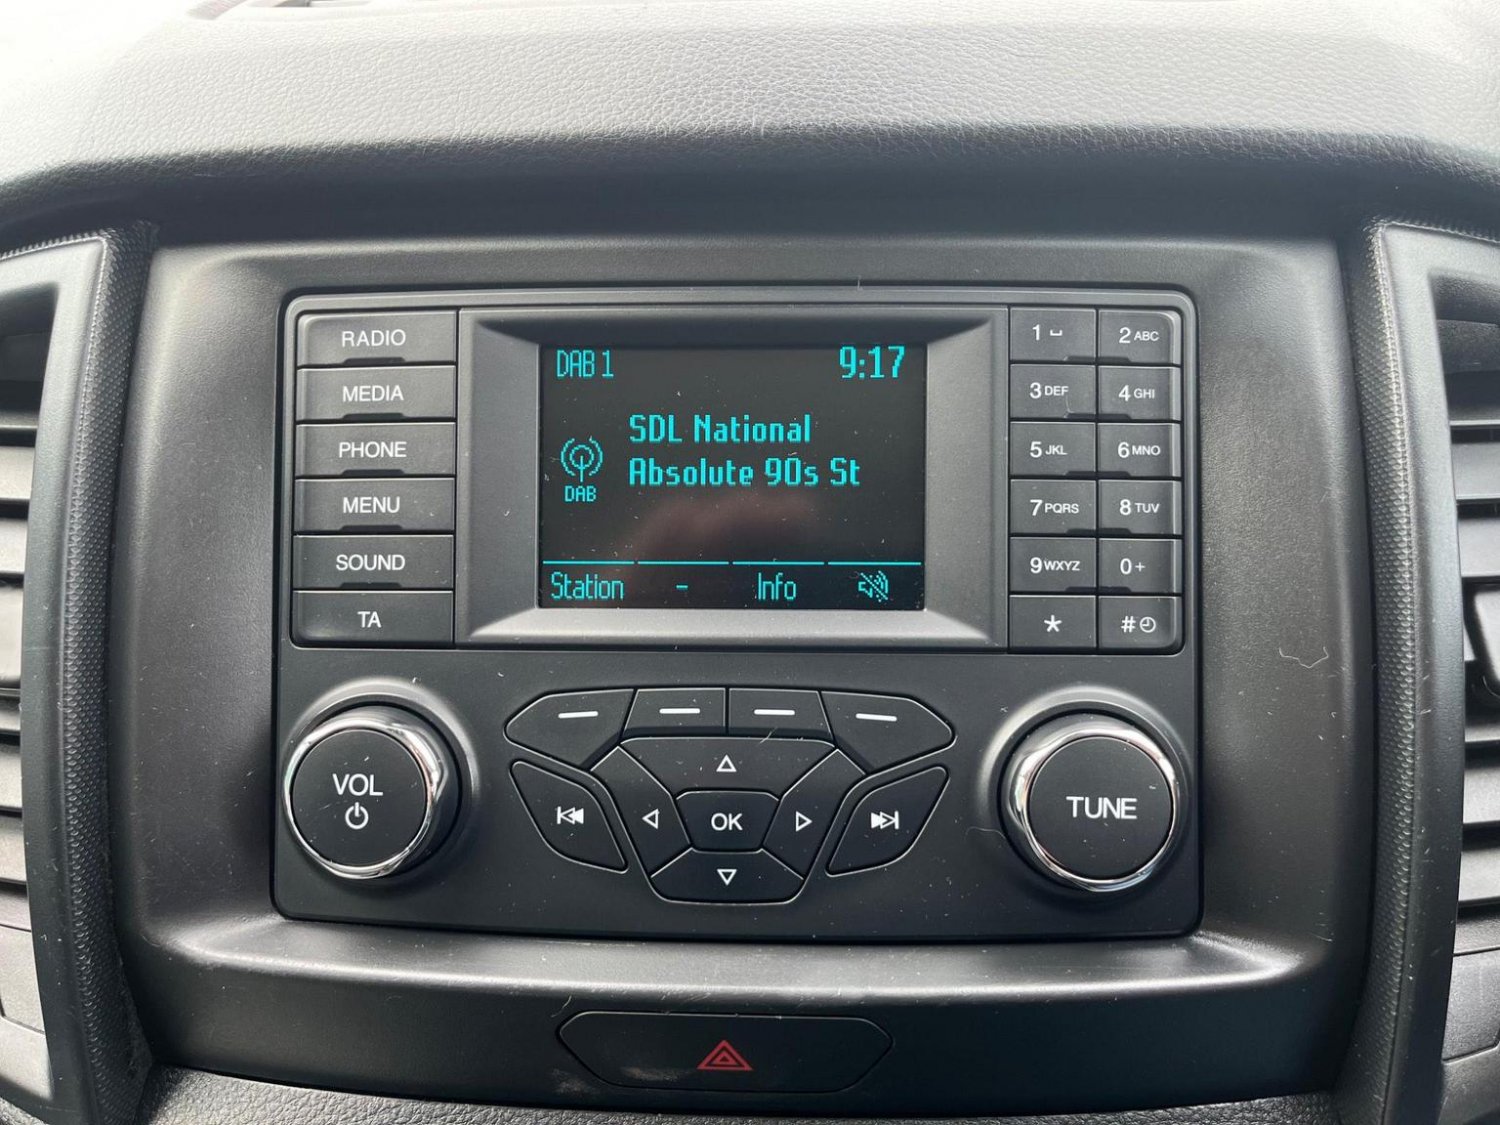 RADIO
MEDIA
PHONE
MENU
SOUND
TA
DAB 1 9:17
SDL National
Absolute 90s St
DAB
Station - Info
1 2 ABC
3 DEF 4 GHI
5 JKL 6 MNO
7 PQRS 8 TUV
9 WXYZ 0 +
* #
VOL
OK
TUNE